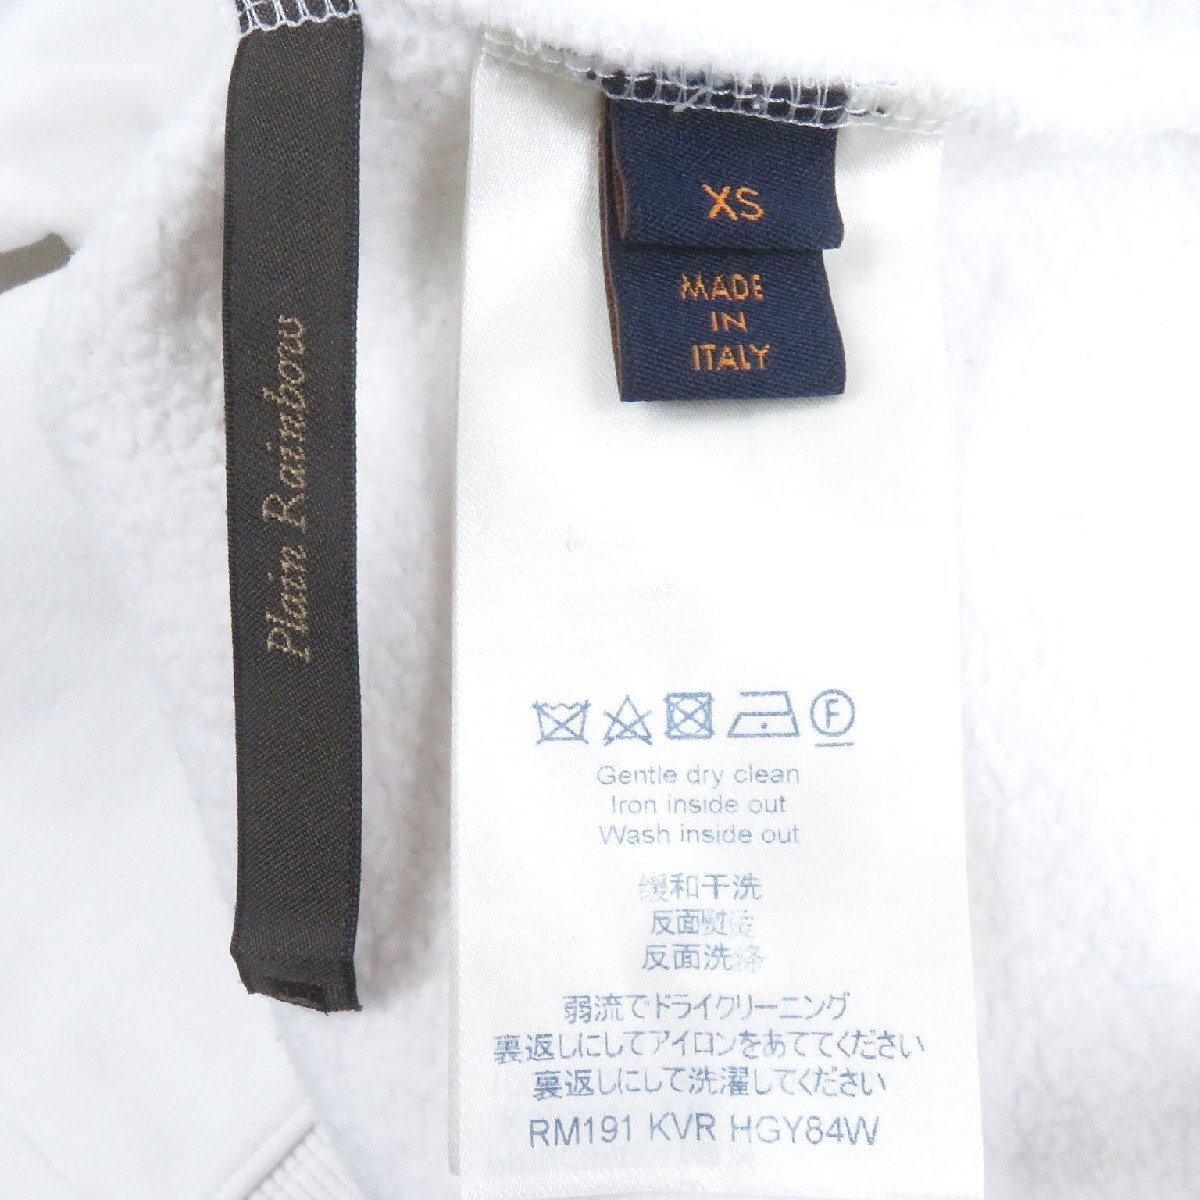 Plain Rainbow
XS
MADE
IN
ITALY
F
Gentle dry clean
Iron inside out
Wash inside out
缓和干洗
反面熨烫
反面洗涤
弱流でドライクリーニング
裏返しにしてアイロンをあててください
裏返しにして洗濯してください
RM191 KVR HGY84W